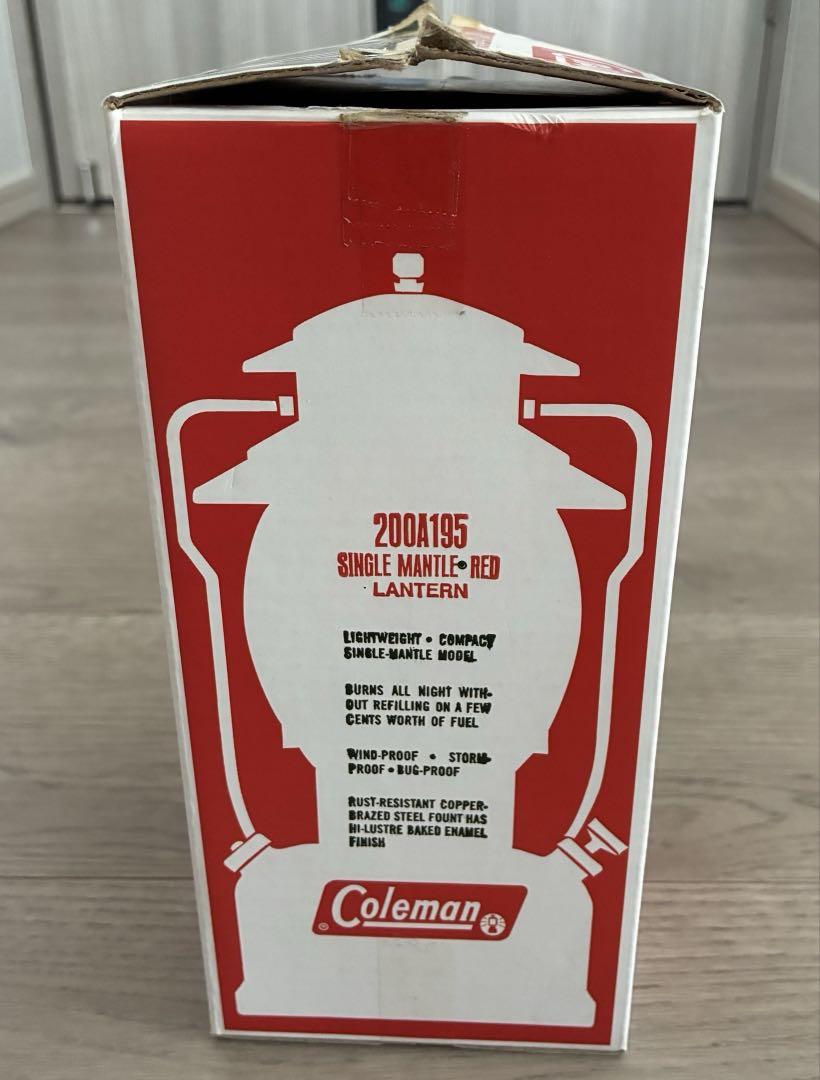 200A195
SINGLE MANTLE® RED
LANTERN
LIGHTWEIGHT • COMPACT
SINGLE-MANTLE MODEL
BURNS ALL NIGHT WITH-
OUT REFILLING ON A FEW
CENTS WORTH OF FUEL
WIND-PROOF • STORM-
PROOF • BUG-PROOF
RUST-RESISTANT COPPER-
BRAZED STEEL FOUNT HAS
HI-LUSTRE BAKED ENAMEL
FINISH
Coleman ®